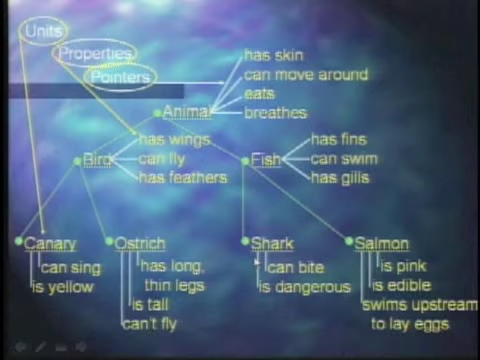 Units
Properties
Pointers
has skin
can move around
eats
breathes
Animal
has wings
can fly
has feathers
Bird
has fins
can swim
has gills
Fish
Canary
can sing
is yellow
Ostrich
has long,
thin legs
is tall
can't fly
Shark
can bite
is dangerous
Salmon
is pink
is edible
swims upstream
to lay eggs